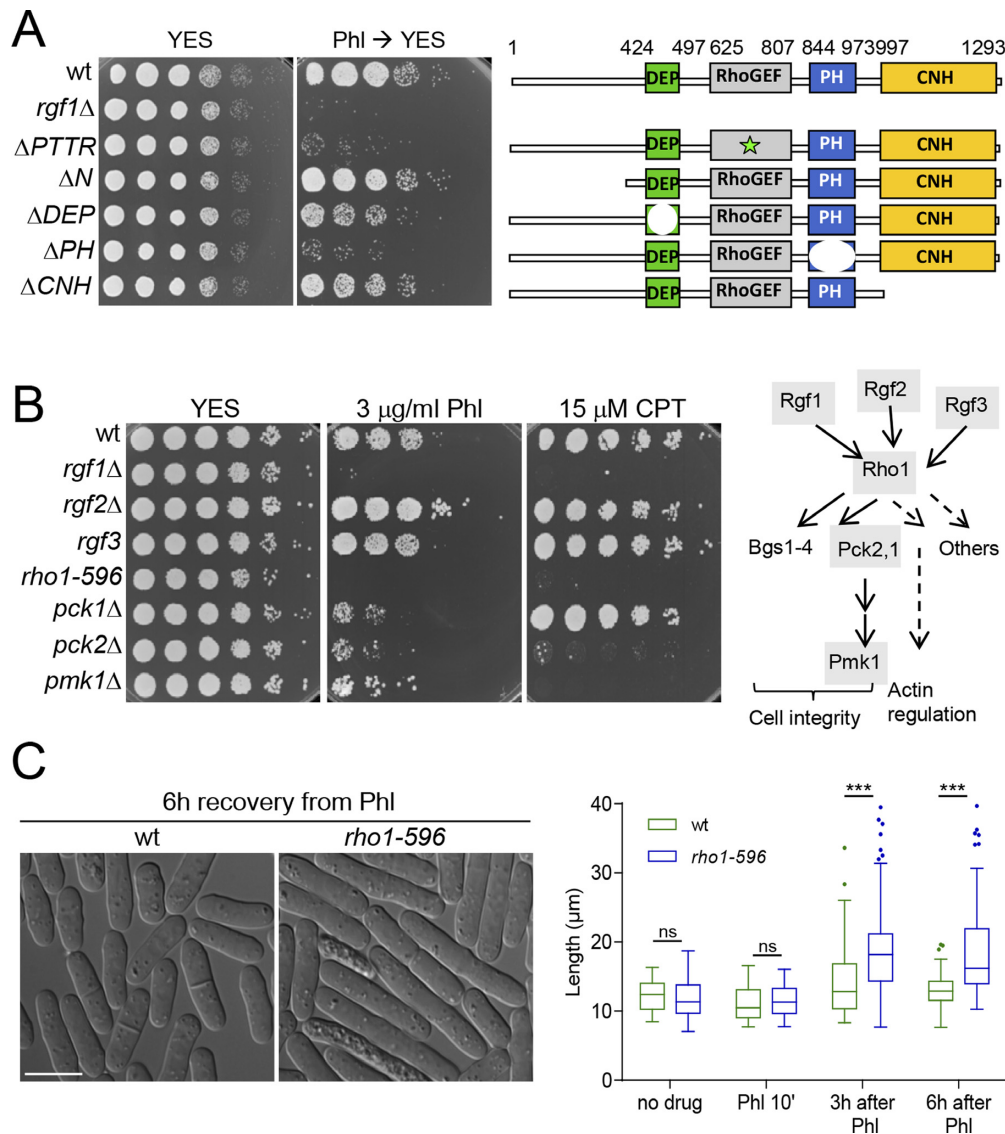 A
YES
Phl → YES
wt
rgf1Δ
ΔPTTR
ΔN
ΔDEP
ΔPH
ΔCNH
1 424 497 625 807 844 973 997 1293
DEP RhoGEF PH CNH
DEP PH CNH
DEP RhoGEF PH CNH
DEP RhoGEF PH CNH
DEP RhoGEF PH CNH
DEP RhoGEF PH
B
YES
3 μg/ml Phl
15 μM CPT
wt
rgf1Δ
rgf2Δ
rgf3
rho1-596
pck1Δ
pck2Δ
pmk1Δ
Rgf1
Rgf2
Rgf3
Rho1
Bgs1-4
Pck2,1
Others
Pmk1
Cell integrity
Actin
regulation
C
6h recovery from Phl
wt
rho1-596
Length (μm)
40
30
20
10
0
wt
rho1-596
ns
ns
***
***
no drug
Phl 10'
3h after
Phl
6h after
Phl